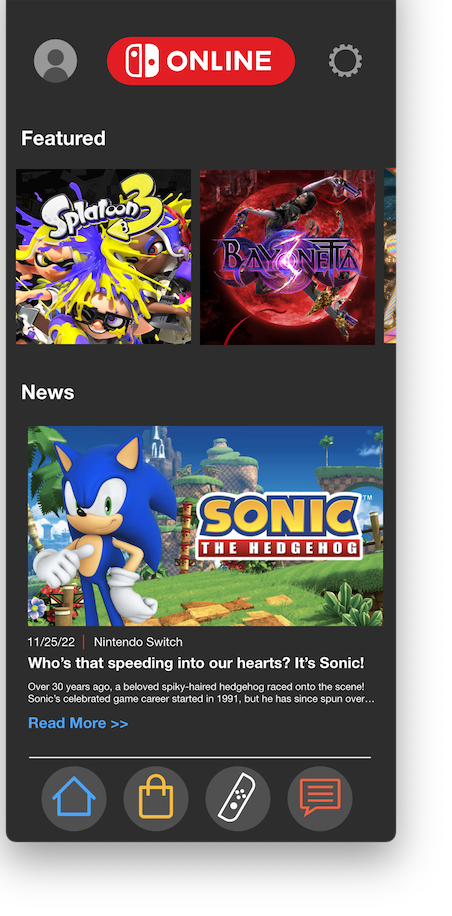 ONLINE
Featured
Splatoon 3
BAYONETTA 3
News
SONIC
THE HEDGEHOG
TM
11/25/22 | Nintendo Switch
Who's that speeding into our hearts? It's Sonic!
Over 30 years ago, a beloved spiky-haired hedgehog raced onto the scene!
Sonic's celebrated game career started in 1991, but he has since spun over…
Read More >>